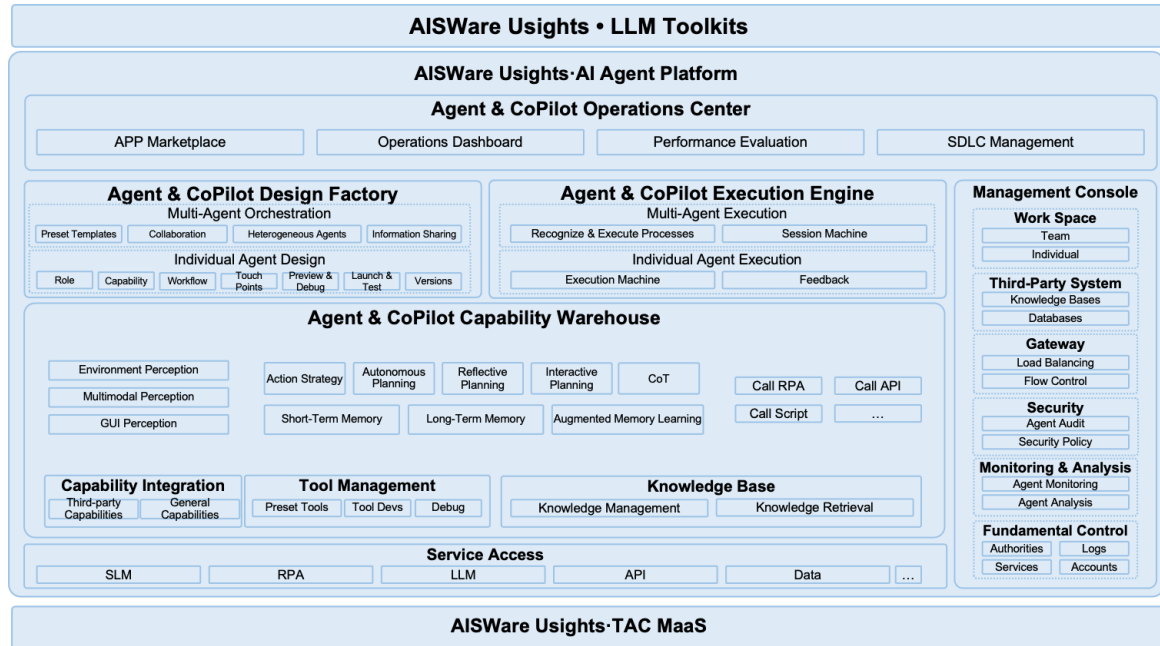 AISWare Usights • LLM Toolkits
AISWare Usights·AI Agent Platform
Agent & CoPilot Operations Center
APP Marketplace
Operations Dashboard
Performance Evaluation
SDLC Management
Agent & CoPilot Design Factory
Multi-Agent Orchestration
Preset Templates
Collaboration
Heterogeneous Agents
Information Sharing
Individual Agent Design
Role
Capability
Workflow
Touch
Points
Preview &
Debug
Launch &
Test
Versions
Agent & CoPilot Execution Engine
Multi-Agent Execution
Recognize & Execute Processes
Session Machine
Individual Agent Execution
Execution Machine
Feedback
Agent & CoPilot Capability Warehouse
Environment Perception
Multimodal Perception
GUI Perception
Action Strategy
Autonomous
Planning
Reflective
Planning
Interactive
Planning
CoT
Short-Term Memory
Long-Term Memory
Augmented Memory Learning
Call RPA
Call API
Call Script
...
Capability Integration
Third-party
Capabilities
General
Capabilities
Tool Management
Preset Tools
Tool Devs
Debug
Knowledge Base
Knowledge Management
Knowledge Retrieval
Service Access
SLM
RPA
LLM
API
Data
...
Management Console
Work Space
Team
Individual
Third-Party System
Knowledge Bases
Databases
Gateway
Load Balancing
Flow Control
Security
Agent Audit
Security Policy
Monitoring & Analysis
Agent Monitoring
Agent Analysis
Fundamental Control
Authorities
Logs
Services
Accounts
AISWare Usights·TAC MaaS